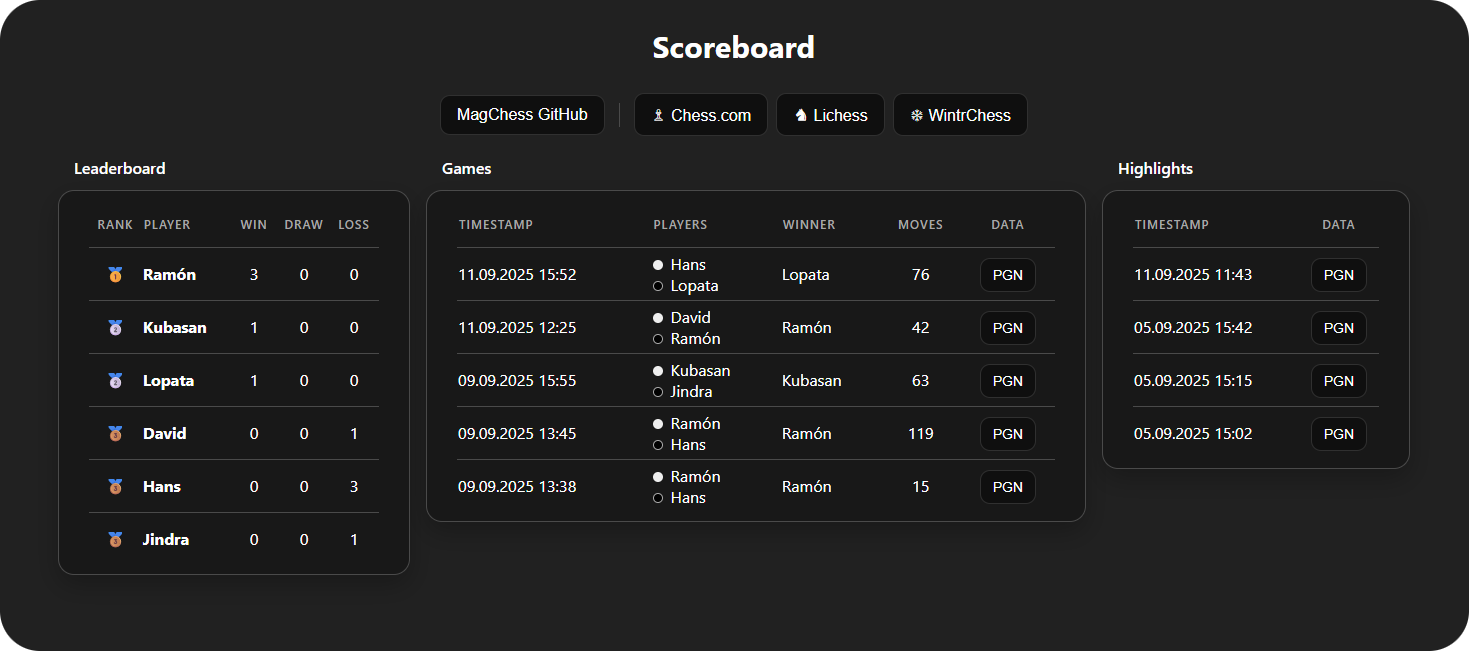 Scoreboard
MagChess GitHub
♗ Chess.com
♞ Lichess
❄ WintrChess
Leaderboard
RANK PLAYER WIN DRAW LOSS
1 Ramón 3 0 0
2 Kubasan 1 0 0
2 Lopata 1 0 0
3 David 0 0 1
3 Hans 0 0 3
3 Jindra 0 0 1
Games
TIMESTAMP PLAYERS WINNER MOVES DATA
11.09.2025 15:52 Hans Lopata Lopata 76 PGN
11.09.2025 12:25 David Ramón Ramón 42 PGN
09.09.2025 15:55 Kubasan Jindra Kubasan 63 PGN
09.09.2025 13:45 Ramón Hans Ramón 119 PGN
09.09.2025 13:38 Ramón Hans Ramón 15 PGN
Highlights
TIMESTAMP DATA
11.09.2025 11:43 PGN
05.09.2025 15:42 PGN
05.09.2025 15:15 PGN
05.09.2025 15:02 PGN